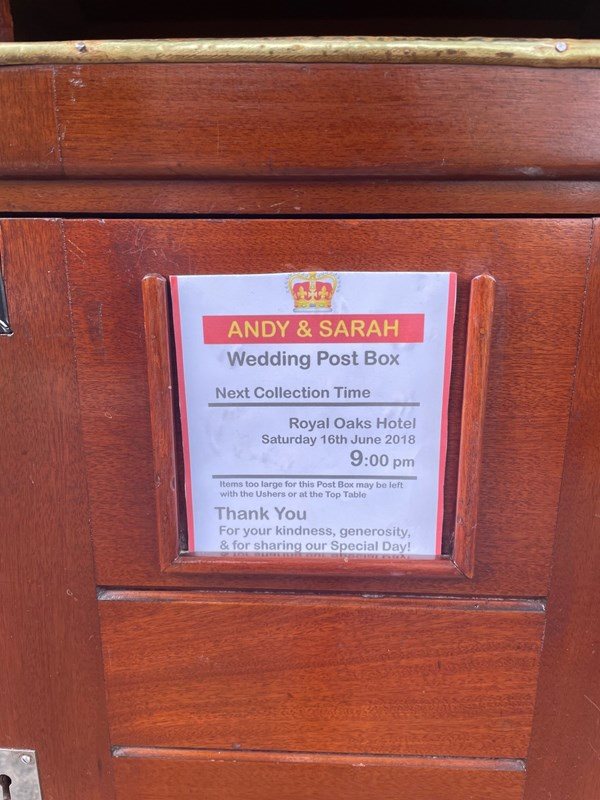 ANDY & SARAH
Wedding Post Box
Next Collection Time
Royal Oaks Hotel
Saturday 16th June 2018
9:00 pm
Items too large for this Post Box may be left
with the Ushers or at the Top Table
Thank You
For your kindness, generosity,
& for sharing our Special Day!